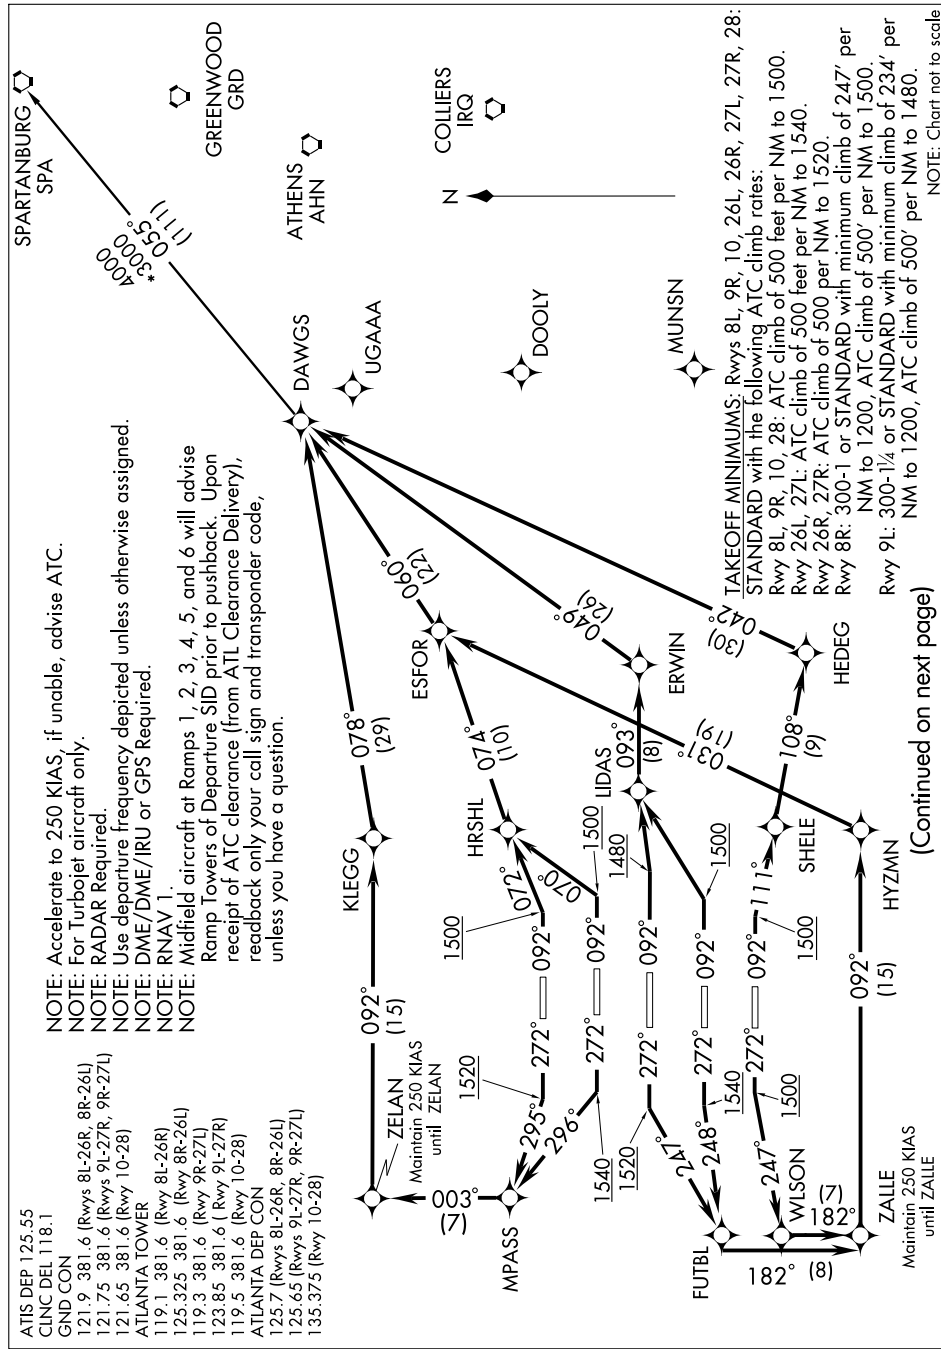 ATIS DEP 125.55
CLNC DEL 118.1
GND CON
121.9 381.6 (Rwys 8L-26R, 8R-26L)
121.75 381.6 (Rwys 9L-27R, 9R-27L)
121.65 381.6 (Rwy 10-28)
ATLANTA TOWER
119.1 381.6 (Rwy 8L-26R)
125.325 381.6 (Rwy 8R-26L)
119.3 381.6 (Rwy 9R-27L)
123.85 381.6 ( Rwy 9L-27R)
119.5 381.6 (Rwy 10-28)
ATLANTA DEP CON
125.7 (Rwys 8L-26R, 8R-26L)
125.65 (Rwys 9L-27R, 9R-27L)
135.375 (Rwy 10-28)
NOTE: Accelerate to 250 KIAS, if unable, advise ATC.
NOTE: For Turbojet aircraft only.
NOTE: RADAR Required.
NOTE: Use departure frequency depicted unless otherwise assigned.
NOTE: DME/DME/IRU or GPS Required.
NOTE: RNAV 1.
NOTE: Midfield aircraft at Ramps 1, 2, 3, 4, 5, and 6 will advise
Ramp Towers of Departure SID prior to pushback. Upon
receipt of ATC clearance (from ATL Clearance Delivery),
readback only your call sign and transponder code,
unless you have a question.
SPARTANBURG
SPA
4000
*3000
055°
(111)
GREENWOOD
GRD
ATHENS
AHN
COLLIERS
IRQ
N
DAWGS
UGAAA
DOOLY
MUNSN
ZELAN
Maintain 250 KIAS
until ZELAN
092°
(15)
KLEGG
078°
(29)
003°
(7)
MPASS
295°
1520
272°
092°
1500
072°
HRSHL
074°
(10)
ESFOR
060°
(22)
296°
1540
272°
092°
1500
070°
1520
247°
272°
092°
1480
LIDAS
093°
(8)
ERWIN
049°
(26)
FUTBL
248°
1540
272°
092°
1500
WLSON
247°
1500
272°
092°
1500
111°
SHELE
108°
(9)
HEDEG
042°
(30)
182°
(8)
182°
(7)
ZALLE
Maintain 250 KIAS
until ZALLE
092°
(15)
HYZMN
031°
(19)
TAKEOFF MINIMUMS: Rwys 8L, 9R, 10, 26L, 26R, 27L, 27R, 28:
STANDARD with the following ATC climb rates:
Rwy 8L, 9R, 10, 28: ATC climb of 500 feet per NM to 1500.
Rwy 26L, 27L: ATC climb of 500 feet per NM to 1540.
Rwy 26R, 27R: ATC climb of 500 per NM to 1520.
Rwy 8R: 300-1 or STANDARD with minimum climb of 247' per
NM to 1200, ATC climb of 500' per NM to 1500.
Rwy 9L: 300-1¼ or STANDARD with minimum climb of 234' per
NM to 1200, ATC climb of 500' per NM to 1480.
NOTE: Chart not to scale
(Continued on next page)